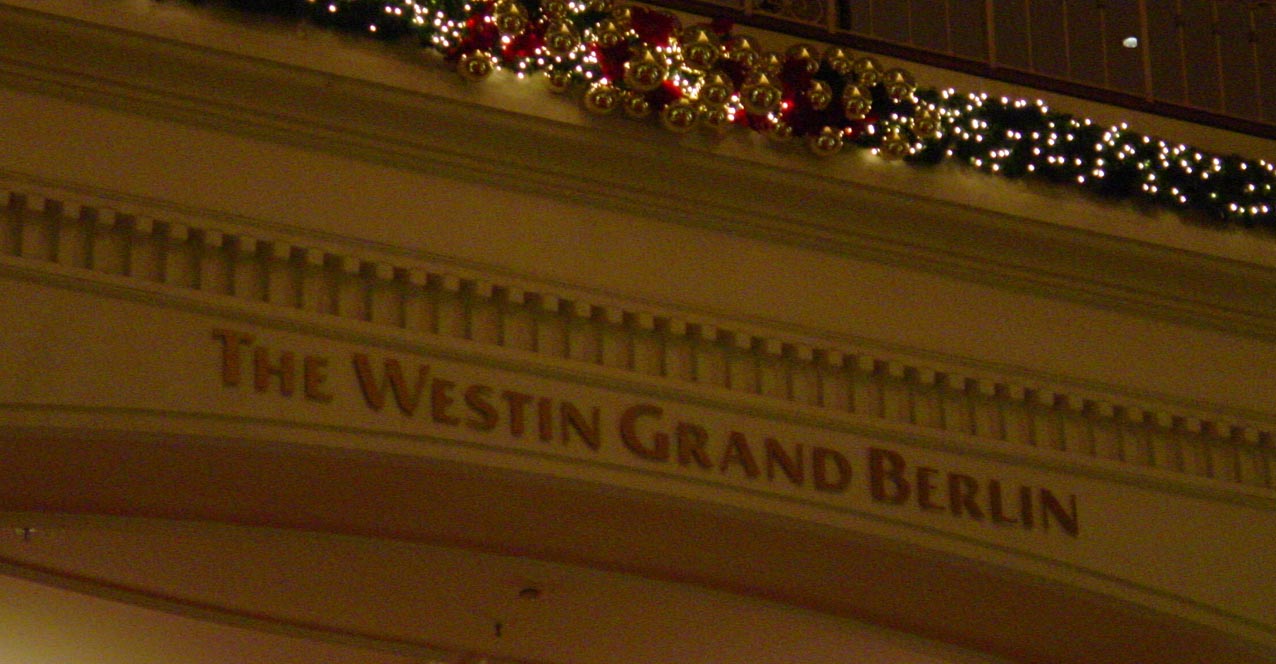 THE WESTIN GRAND BERLIN